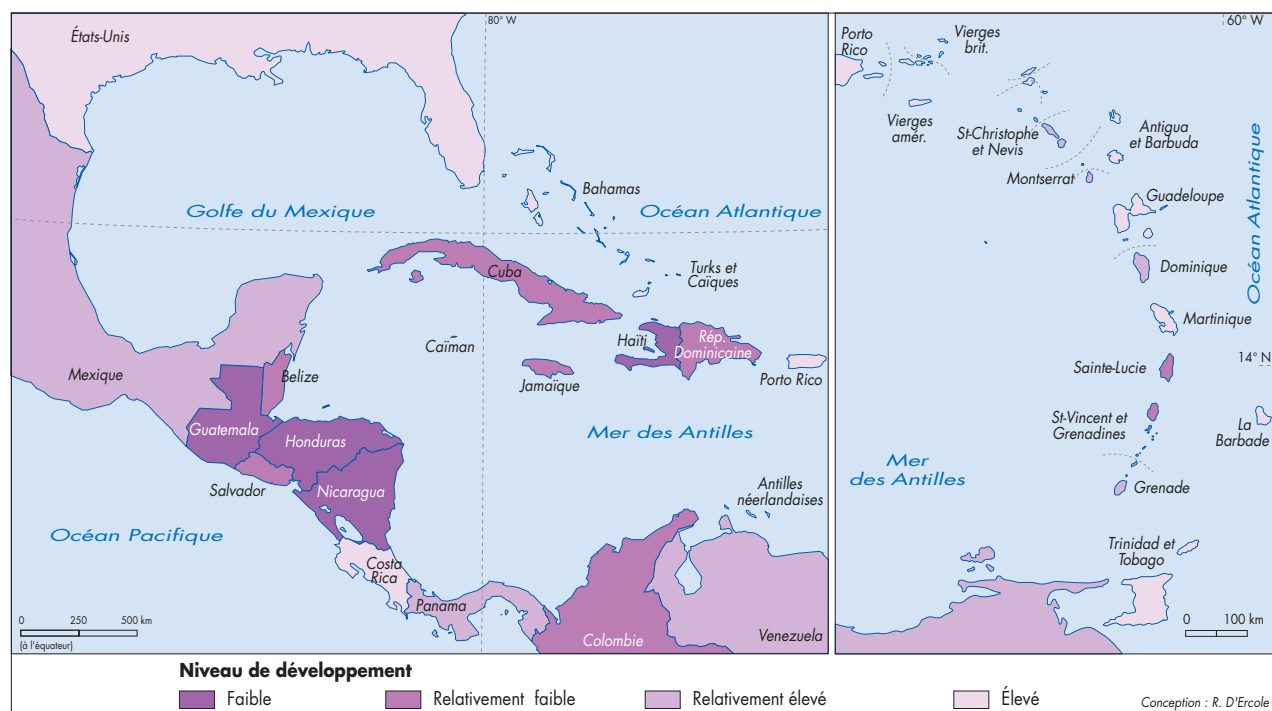 80° W
États-Unis
Golfe du Mexique
Bahamas
Océan Atlantique
Cuba
Turks et
Caïques
Caïman
Haïti
Rép.
Dominicaine
Jamaïque
Porto Rico
Mexique
Belize
Guatemala
Honduras
Mer des Antilles
Salvador
Nicaragua
Antilles
néerlandaises
Océan Pacifique
Costa
Rica
Panama
Colombie
Venezuela
0 250 500 km
(à l'équateur)
60° W
Porto
Rico
Vierges
brit.
Vierges
amér.
St-Christophe
et Nevis
Antigua
et Barbuda
Montserrat
Guadeloupe
Océan Atlantique
Dominique
Martinique
14° N
Sainte-Lucie
St-Vincent et
Grenadines
La
Barbade
Mer
des Antilles
Grenade
Trinidad et
Tobago
0 100 km
Niveau de développement
Faible
Relativement faible
Relativement élevé
Élevé
Conception : R. D'Ercole